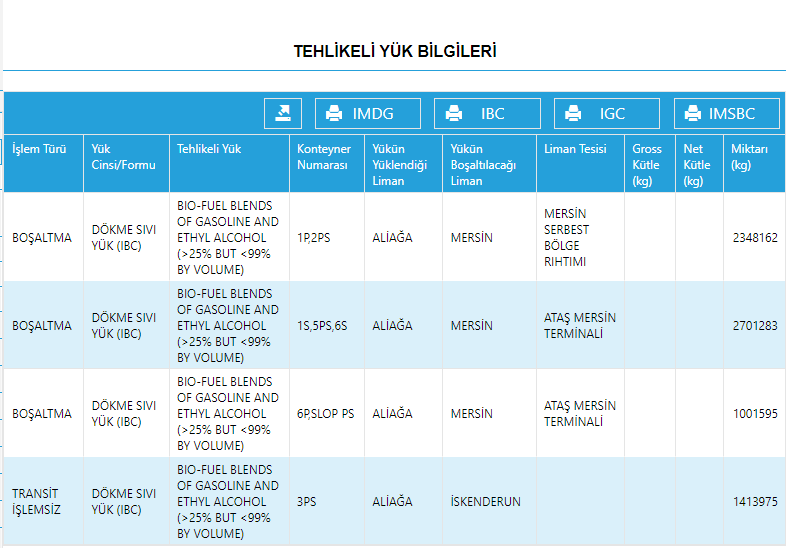 TEHLİKELİ YÜK BİLGİLERİ
IMDG IBC IGC IMSBC
İşlem Türü
Yük
Cinsi/Formu
Tehlikeli Yük
Konteyner
Numarası
Yükün
Yüklendiği
Liman
Yükün
Boşaltılacağı
Liman
Liman Tesisi
Gross
Kütle
(kg)
Net
Kütle
(kg)
Miktarı
(kg)
BOŞALTMA
DÖKME SIVI
YÜK (IBC)
BIO-FUEL BLENDS
OF GASOLINE AND
ETHYL ALCOHOL
(>25% BUT <99%
BY VOLUME)
1P,2PS
ALİAĞA
MERSİN
MERSİN
SERBEST
BÖLGE
RIHTIMI
2348162
BOŞALTMA
DÖKME SIVI
YÜK (IBC)
BIO-FUEL BLENDS
OF GASOLINE AND
ETHYL ALCOHOL
(>25% BUT <99%
BY VOLUME)
1S,5PS,6S
ALİAĞA
MERSİN
ATAŞ MERSİN
TERMİNALİ
2701283
BOŞALTMA
DÖKME SIVI
YÜK (IBC)
BIO-FUEL BLENDS
OF GASOLINE AND
ETHYL ALCOHOL
(>25% BUT <99%
BY VOLUME)
6P,SLOP PS
ALİAĞA
MERSİN
ATAŞ MERSİN
TERMİNALİ
1001595
TRANSİT
İŞLEMSİZ
DÖKME SIVI
YÜK (IBC)
BIO-FUEL BLENDS
OF GASOLINE AND
ETHYL ALCOHOL
(>25% BUT <99%
BY VOLUME)
3PS
ALİAĞA
İSKENDERUN
1413975